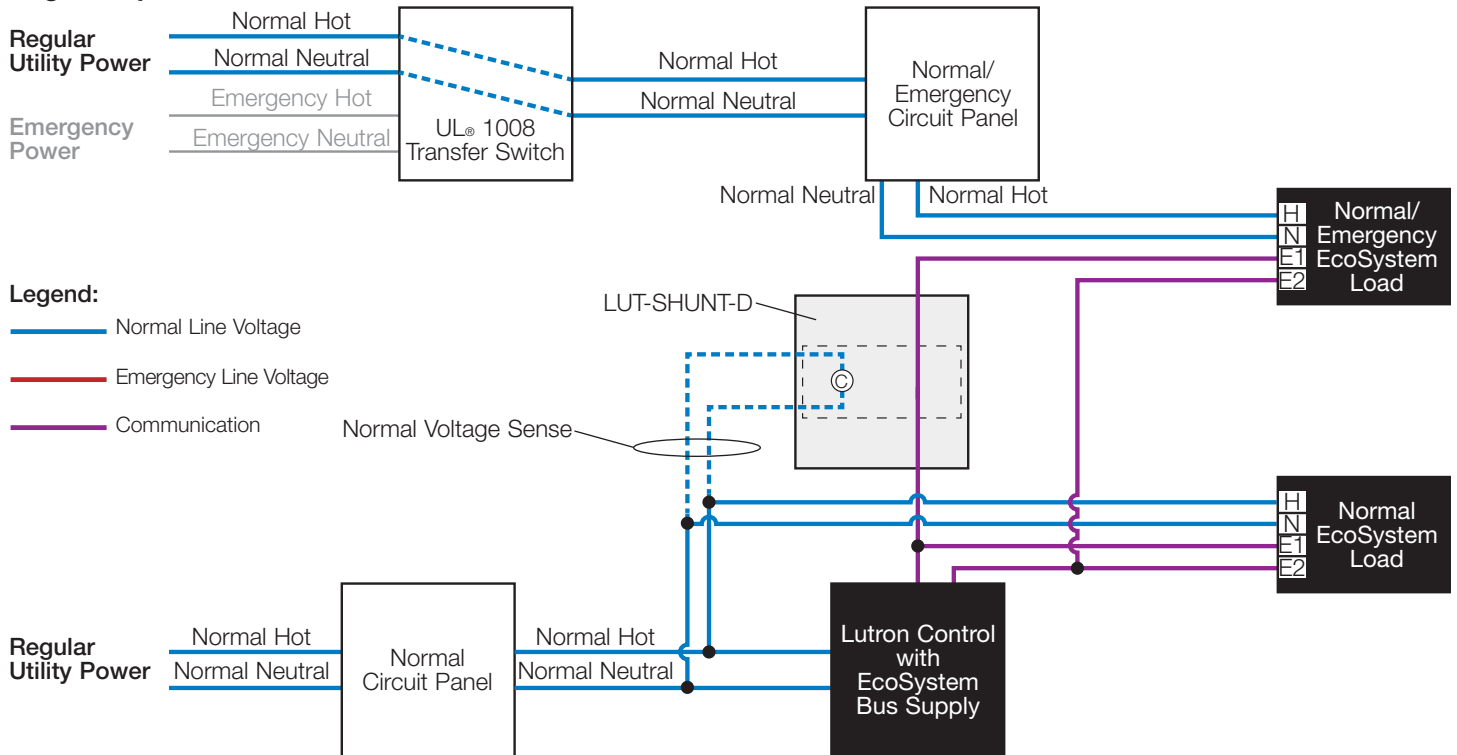 Normal Hot
Regular
Utility Power
Normal Neutral
Emergency Hot
Emergency
Power
Emergency Neutral
UL® 1008
Transfer Switch
Normal Hot
Normal Neutral
Normal/
Emergency
Circuit Panel
Normal Neutral
Normal Hot
H
N
E1
E2
Normal/
Emergency
EcoSystem
Load
Legend:
Normal Line Voltage
Emergency Line Voltage
Communication
LUT-SHUNT-D
C
Normal Voltage Sense
H
N
E1
E2
Normal
EcoSystem
Load
Regular
Utility Power
Normal Hot
Normal Neutral
Normal
Circuit Panel
Normal Hot
Normal Neutral
Lutron Control
with
EcoSystem
Bus Supply